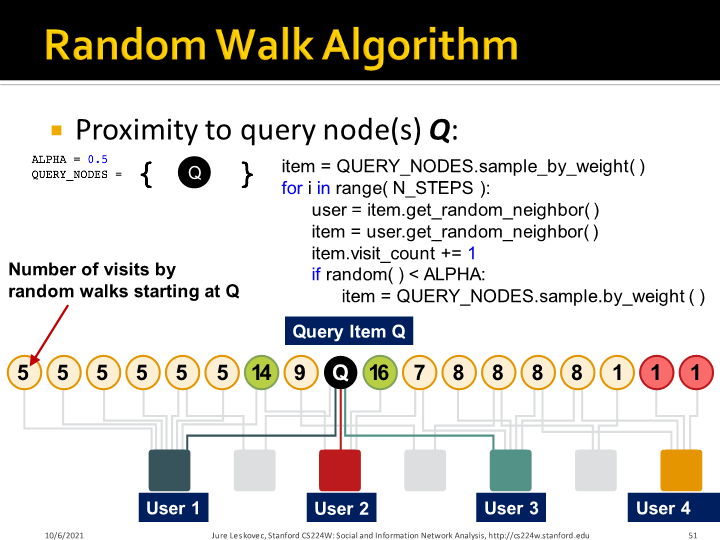 Random Walk Algorithm
Proximity to query node(s) Q:
ALPHA = 0.5
QUERY_NODES = { Q }
item = QUERY_NODES.sample_by_weight( )
for i in range( N_STEPS ):
user = item.get_random_neighbor( )
item = user.get_random_neighbor( )
item.visit_count += 1
if random( ) < ALPHA:
item = QUERY_NODES.sample.by_weight ( )
Number of visits by
random walks starting at Q
Query Item Q
5 5 5 5 5 5 14 9 Q 16 7 8 8 8 8 1 1 1
User 1 User 2 User 3 User 4
10/6/2021 Jure Leskovec, Stanford CS224W: Social and Information Network Analysis, http://cs224w.stanford.edu 51